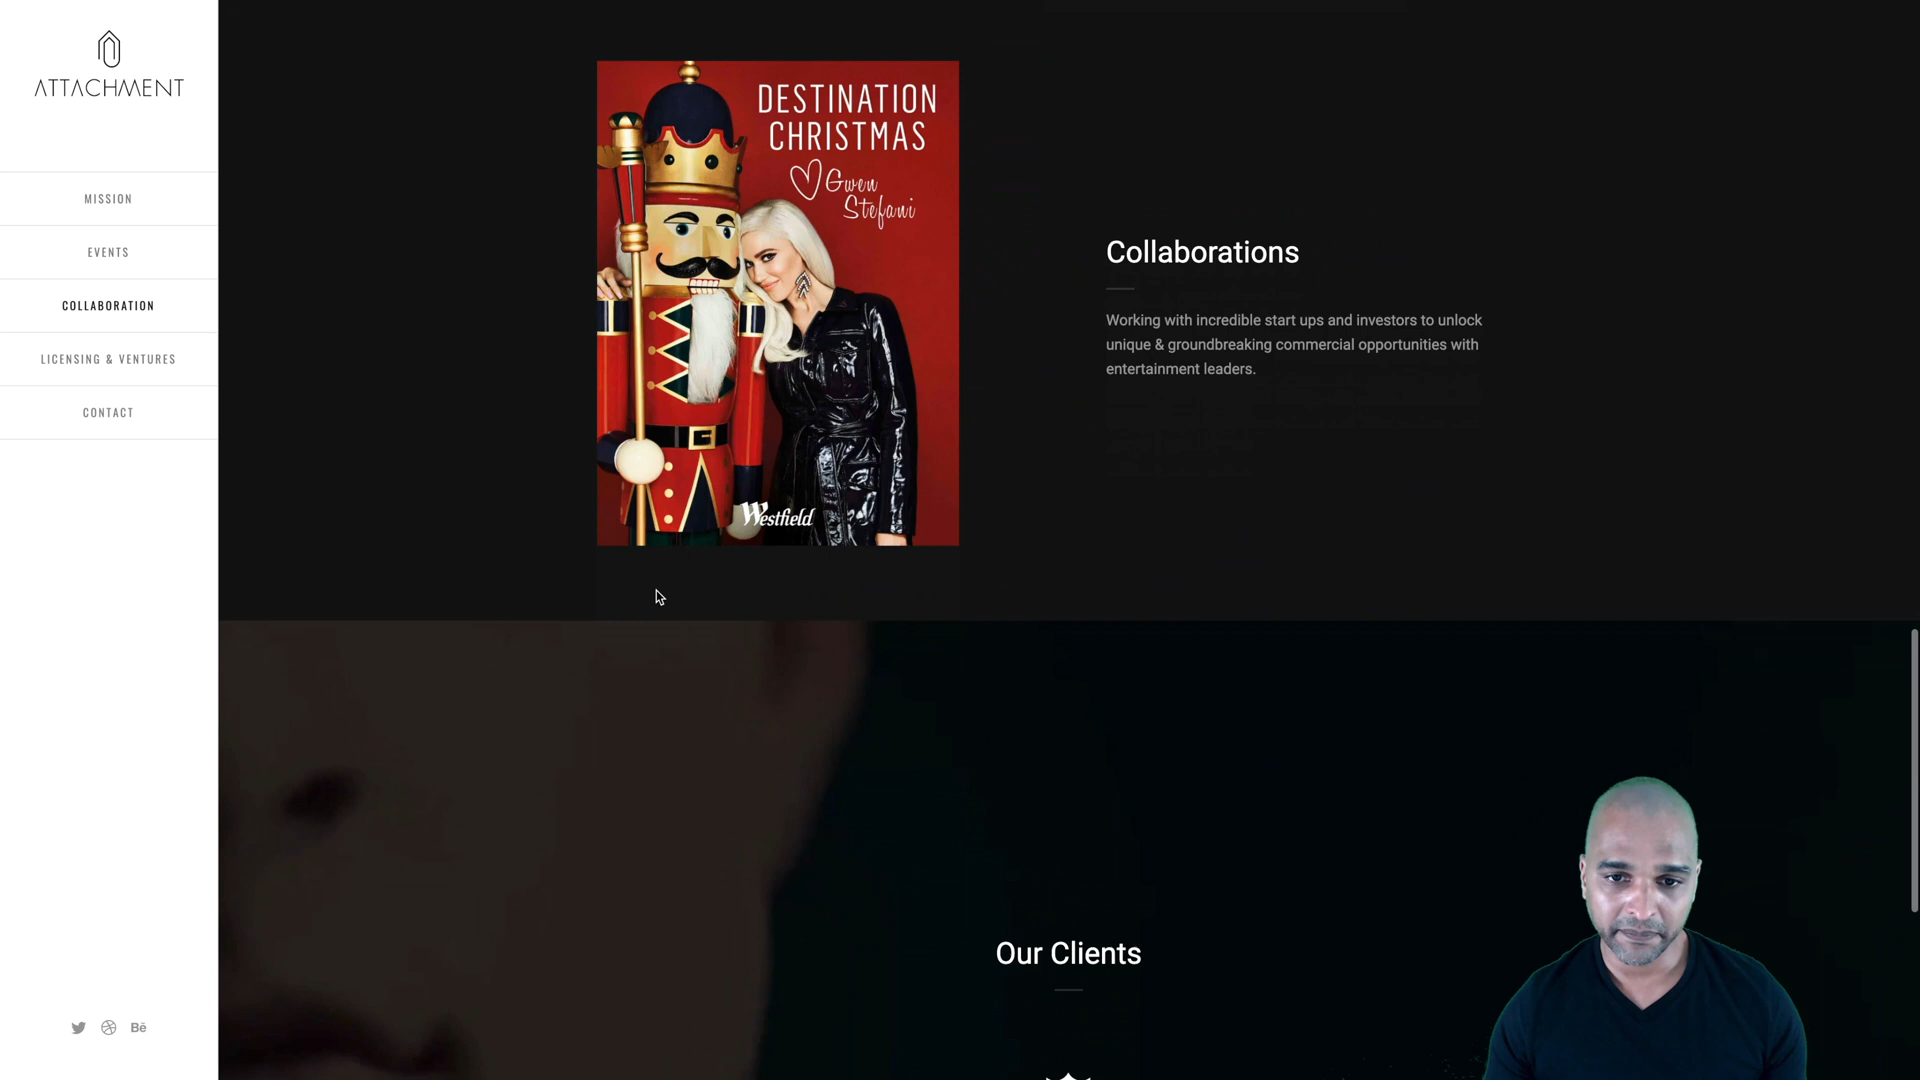 ATTACHMENT
MISSION
EVENTS
COLLABORATION
LICENSING & VENTURES
CONTACT
Bē
DESTINATION
CHRISTMAS
Gwen
Stefani
Westfield
Collaborations
Working with incredible start ups and investors to unlock
unique & groundbreaking commercial opportunities with
entertainment leaders.
Our Clients